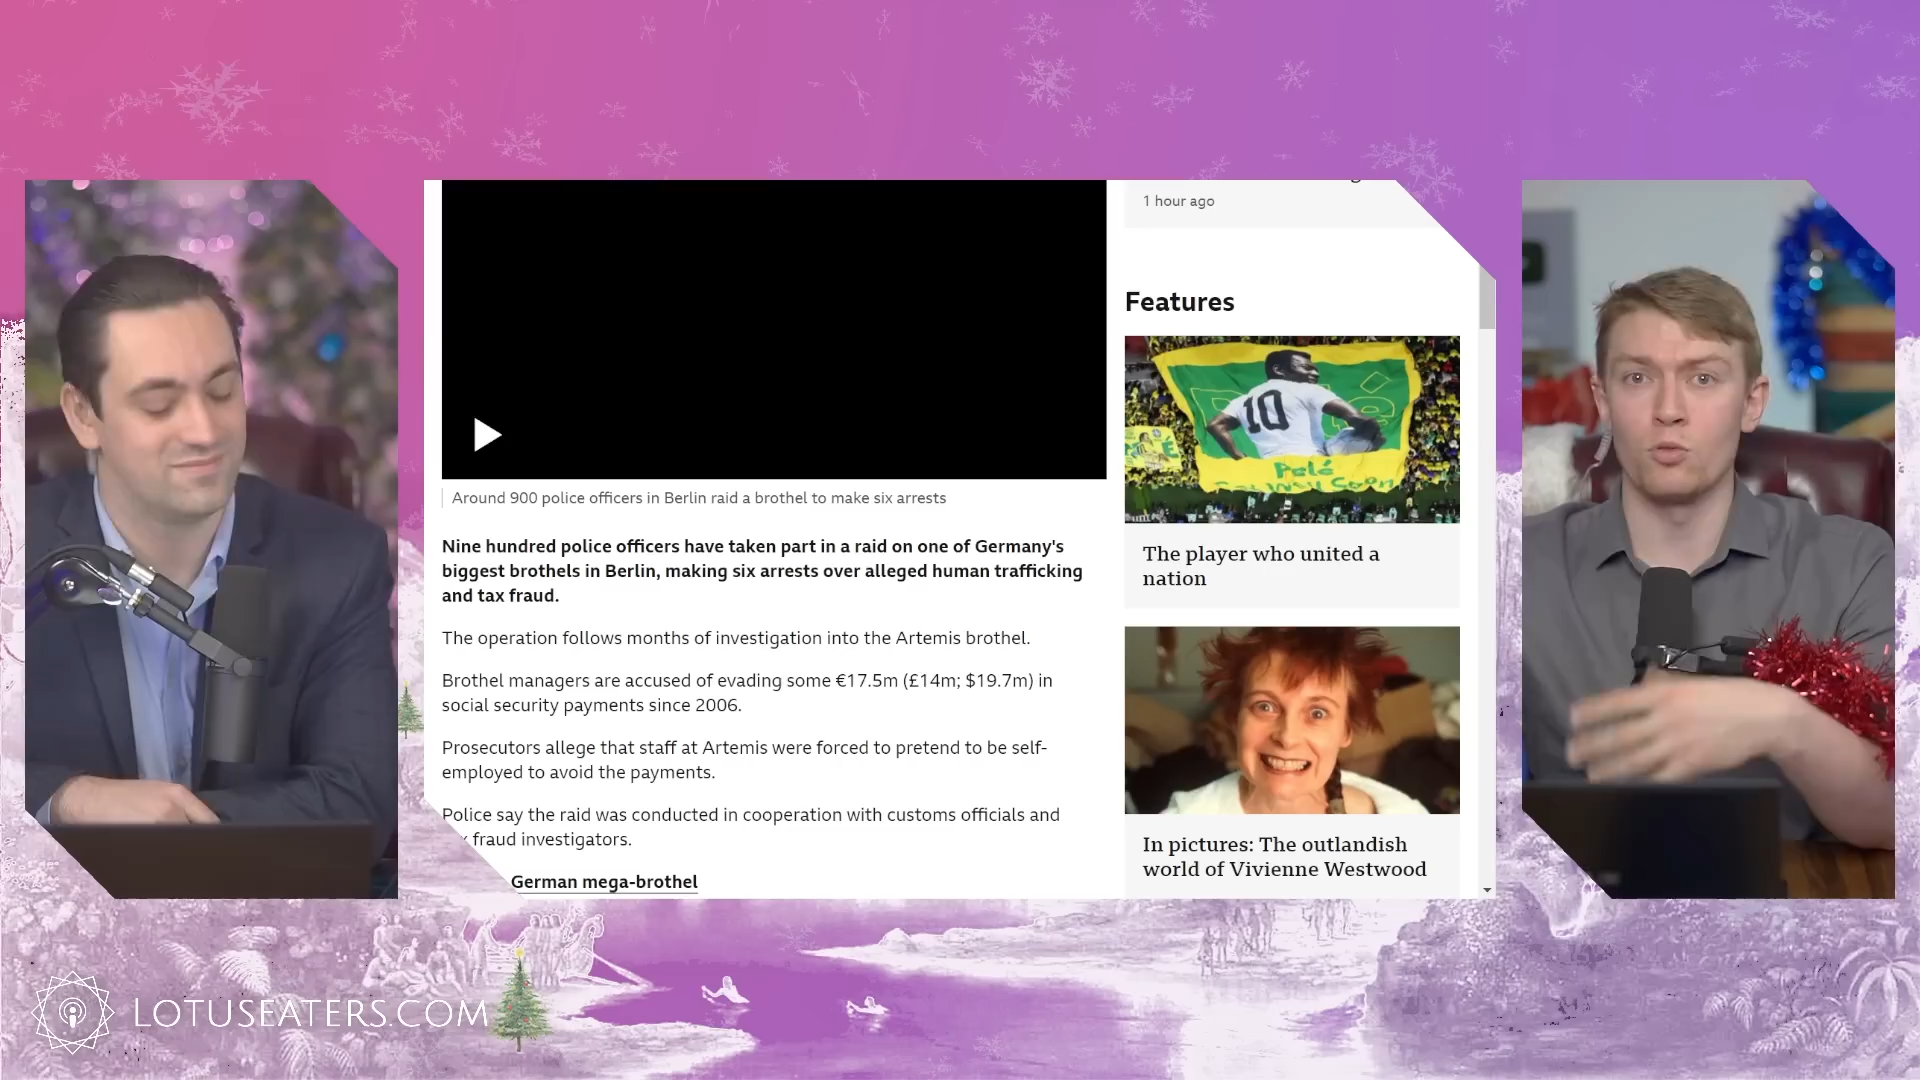 1 hour ago
Features
10
Pelé
The player who united a
nation
In pictures: The outlandish
world of Vivienne Westwood
Around 900 police officers in Berlin raid a brothel to make six arrests
Nine hundred police officers have taken part in a raid on one of Germany's
biggest brothels in Berlin, making six arrests over alleged human trafficking
and tax fraud.
The operation follows months of investigation into the Artemis brothel.
Brothel managers are accused of evading some €17.5m (£14m; $19.7m) in
social security payments since 2006.
Prosecutors allege that staff at Artemis were forced to pretend to be self-
employed to avoid the payments.
Police say the raid was conducted in cooperation with customs officials and
fraud investigators.
German mega-brothel
LOTUSEATERS.COM